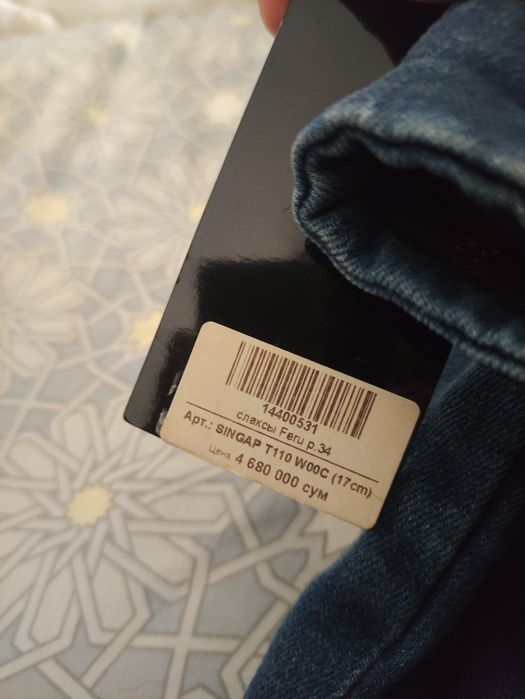 14400531
слаксы Feru р.34
Арт.: SINGAP T110 W00C (17cm)
Цена 4 680 000 сум